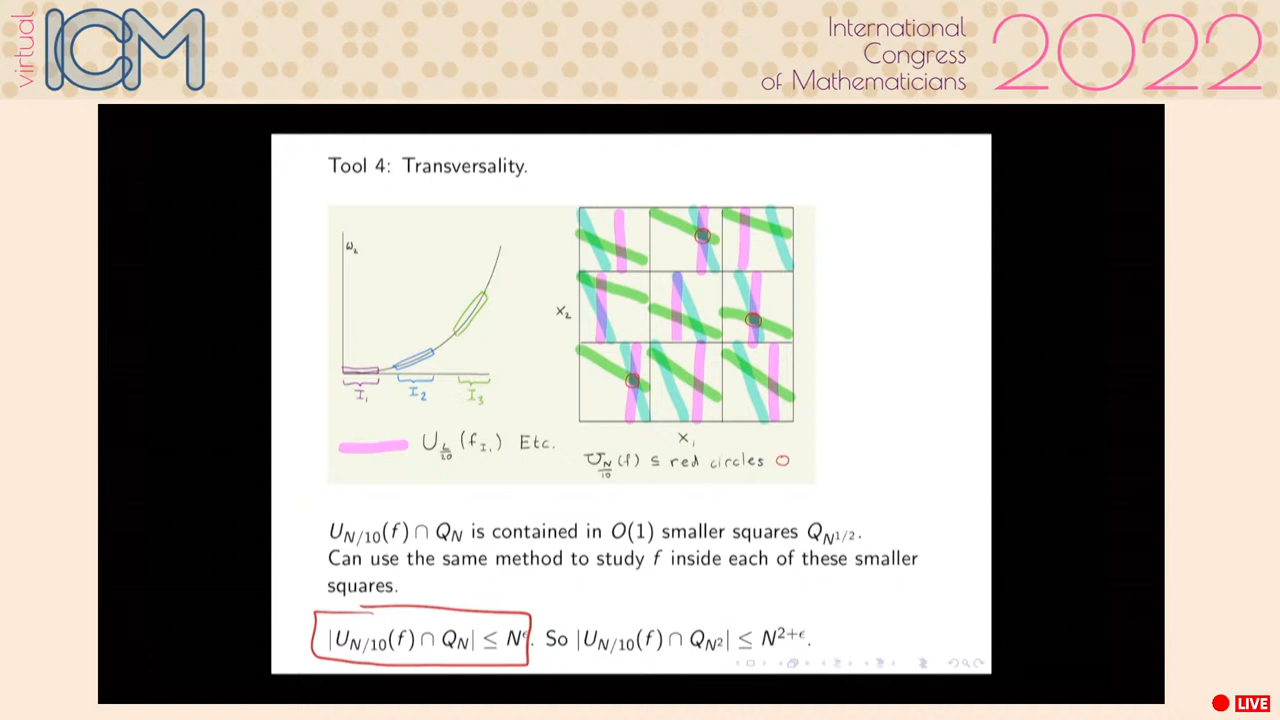 virtual
ICM
International
Congress
of Mathematicians
2022
Tool 4: Transversality.
ω₂
I₁ I₂ I₃
U_{L/20}(f_{I₁}) Etc.
x₂
x₁
U_{N/10}(f) ⊆ red circles
U_{N/10}(f) ∩ Q_N is contained in O(1) smaller squares Q_{N^{1/2}}.
Can use the same method to study f inside each of these smaller
squares.
|U_{N/10}(f) ∩ Q_N| ≤ N^ϵ. So |U_{N/10}(f) ∩ Q_{N²}| ≤ N^{2+ϵ}.
LIVE